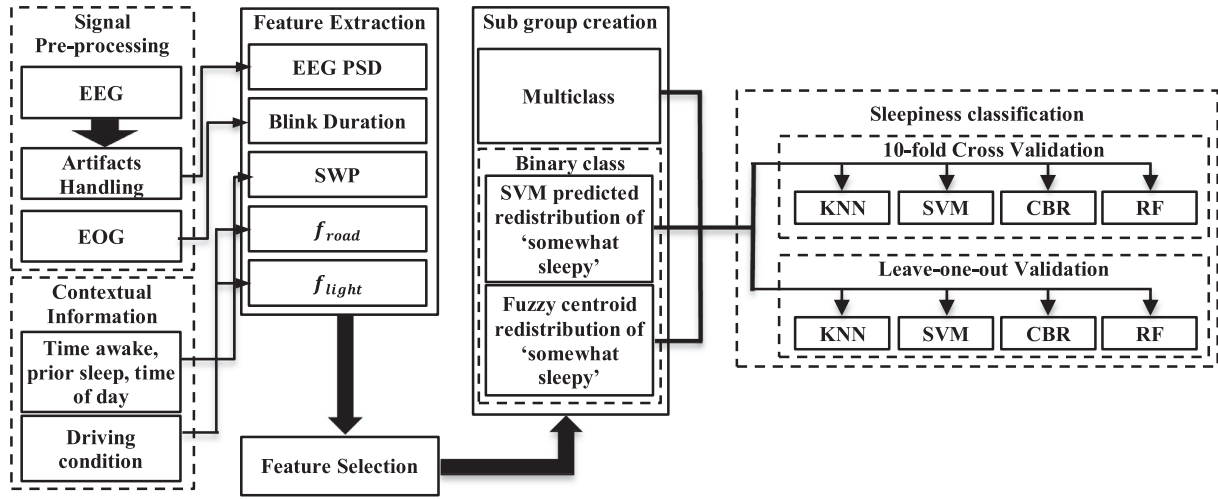 Signal
Pre-processing
EEG
Artifacts
Handling
EOG
Contextual
Information
Time awake,
prior sleep, time
of day
Driving
condition
Feature Extraction
EEG PSD
Blink Duration
SWP
f_road
f_light
Feature Selection
Sub group creation
Multiclass
Binary class
SVM predicted
redistribution of
‘somewhat
sleepy’
Fuzzy centroid
redistribution of
‘somewhat
sleepy’
Sleepiness classification
10-fold Cross Validation
KNN
SVM
CBR
RF
Leave-one-out Validation
KNN
SVM
CBR
RF